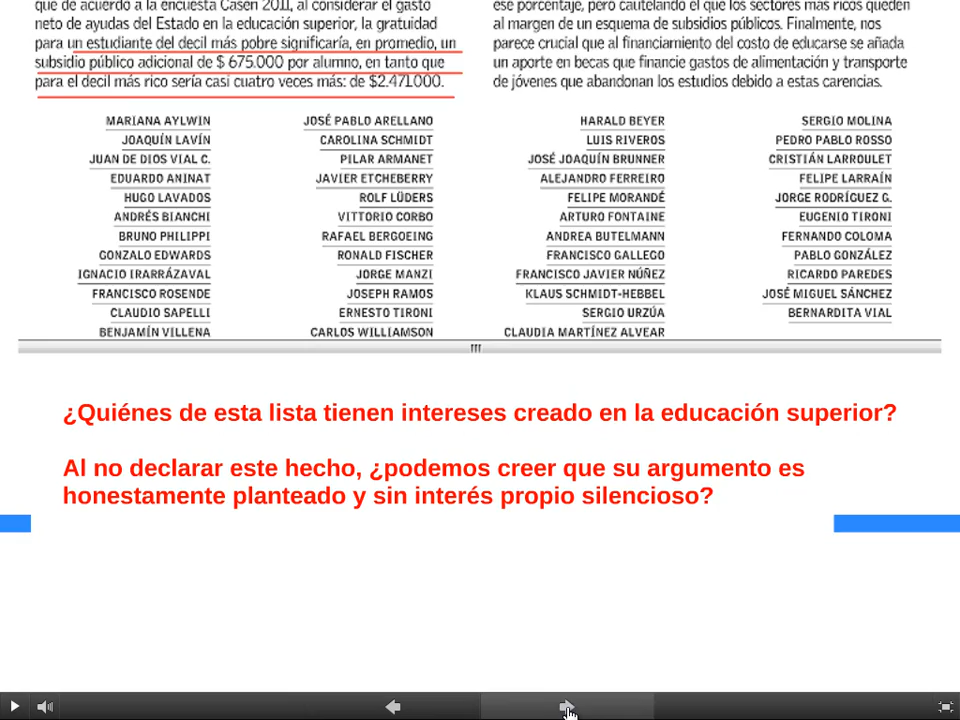 que de acuerdo a la encuesta Casen 2011, al considerar el gasto
neto de ayudas del Estado en la educación superior, la gratuidad
para un estudiante del decil más pobre significaría, en promedio, un
subsidio público adicional de $ 675.000 por alumno, en tanto que
para el decil más rico sería casi cuatro veces más: de $2.471.000.
ese porcentaje, pero cautelando el que los sectores más ricos queden
al margen de un esquema de subsidios públicos. Finalmente, nos
parece crucial que al financiamiento del costo de educarse se añada
un aporte en becas que financie gastos de alimentación y transporte
de jóvenes que abandonan los estudios debido a estas carencias.
MARIANA AYLWIN
JOAQUÍN LAVÍN
JUAN DE DIOS VIAL C.
EDUARDO ANINAT
HUGO LAVADOS
ANDRÉS BIANCHI
BRUNO PHILIPPI
GONZALO EDWARDS
IGNACIO IRARRÁZAVAL
FRANCISCO ROSENDE
CLAUDIO SAPELLI
BENJAMÍN VILLENA
JOSÉ PABLO ARELLANO
CAROLINA SCHMIDT
PILAR ARMANET
JAVIER ETCHEBERRY
ROLF LÜDERS
VITTORIO CORBO
RAFAEL BERGOEING
RONALD FISCHER
JORGE MANZI
JOSEPH RAMOS
ERNESTO TIRONI
CARLOS WILLIAMSON
HARALD BEYER
LUIS RIVEROS
JOSÉ JOAQUÍN BRUNNER
ALEJANDRO FERREIRO
FELIPE MORANDÉ
ARTURO FONTAINE
ANDREA BUTELMANN
FRANCISCO GALLEGO
FRANCISCO JAVIER NÚÑEZ
KLAUS SCHMIDT-HEBBEL
SERGIO URZÚA
CLAUDIA MARTÍNEZ ALVEAR
SERGIO MOLINA
PEDRO PABLO ROSSO
CRISTIÁN LARROULET
FELIPE LARRAÍN
JORGE RODRÍGUEZ G.
EUGENIO TIRONI
FERNANDO COLOMA
PABLO GONZÁLEZ
RICARDO PAREDES
JOSÉ MIGUEL SÁNCHEZ
BERNARDITA VIAL
¿Quiénes de esta lista tienen intereses creado en la educación superior?
Al no declarar este hecho, ¿podemos creer que su argumento es
honestamente planteado y sin interés propio silencioso?